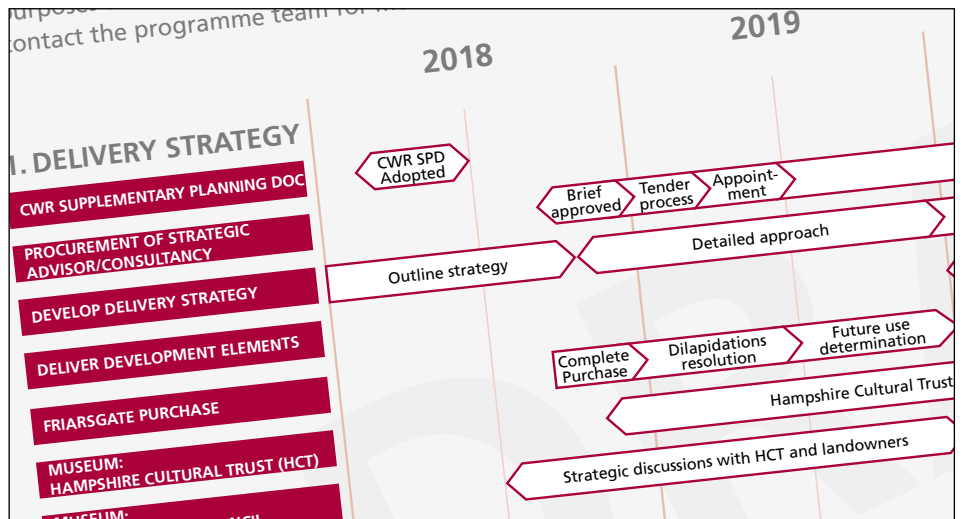 contact the programme team for
2018
2019
1. DELIVERY STRATEGY
CWR SUPPLEMENTARY PLANNING DOC
CWR SPD
Adopted
PROCUREMENT OF STRATEGIC
ADVISOR/CONSULTANCY
Brief
approved
Tender
process
Appoint-
ment
DEVELOP DELIVERY STRATEGY
Outline strategy
Detailed approach
DELIVER DEVELOPMENT ELEMENTS
FRIARSGATE PURCHASE
Complete
Purchase
Dilapidations
resolution
Future use
determination
MUSEUM:
HAMPSHIRE CULTURAL TRUST (HCT)
Hampshire Cultural Trust
MUSEUM:
Strategic discussions with HCT and landowners